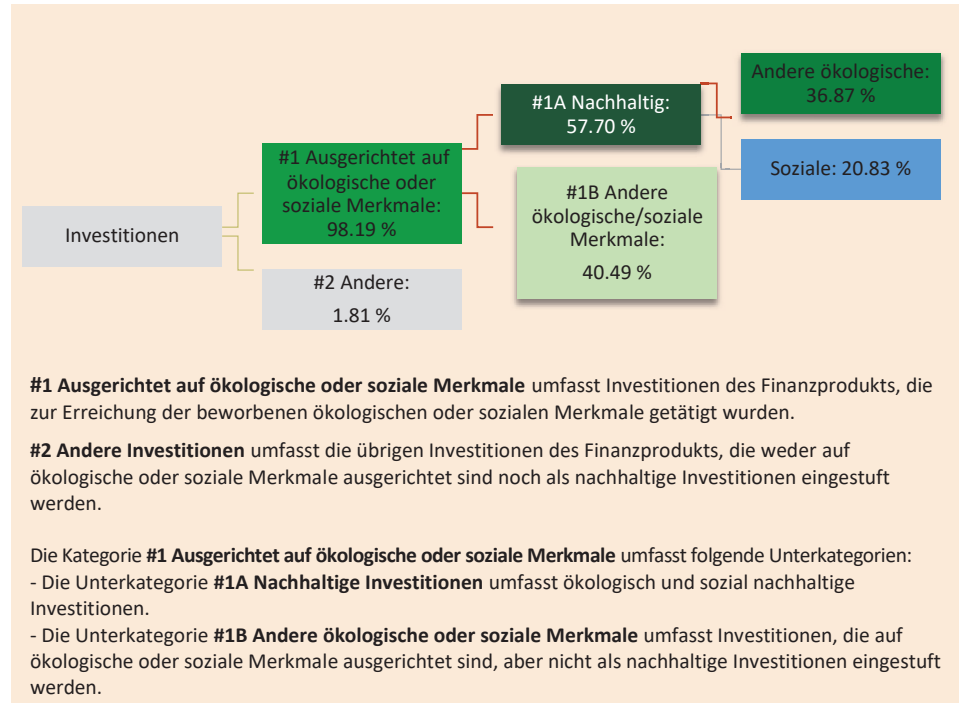 Investitionen
#1 Ausgerichtet auf
ökologische oder
soziale Merkmale:
98.19 %
#2 Andere:
1.81 %
#1A Nachhaltig:
57.70 %
#1B Andere
ökologische/soziale
Merkmale:
40.49 %
Andere ökologische:
36.87 %
Soziale: 20.83 %
#1 Ausgerichtet auf ökologische oder soziale Merkmale umfasst Investitionen des Finanzprodukts, die
zur Erreichung der beworbenen ökologischen oder sozialen Merkmale getätigt wurden.
#2 Andere Investitionen umfasst die übrigen Investitionen des Finanzprodukts, die weder auf
ökologische oder soziale Merkmale ausgerichtet sind noch als nachhaltige Investitionen eingestuft
werden.
Die Kategorie #1 Ausgerichtet auf ökologische oder soziale Merkmale umfasst folgende Unterkategorien:
- Die Unterkategorie #1A Nachhaltige Investitionen umfasst ökologisch und sozial nachhaltige
Investitionen.
- Die Unterkategorie #1B Andere ökologische oder soziale Merkmale umfasst Investitionen, die auf
ökologische oder soziale Merkmale ausgerichtet sind, aber nicht als nachhaltige Investitionen eingestuft
werden.